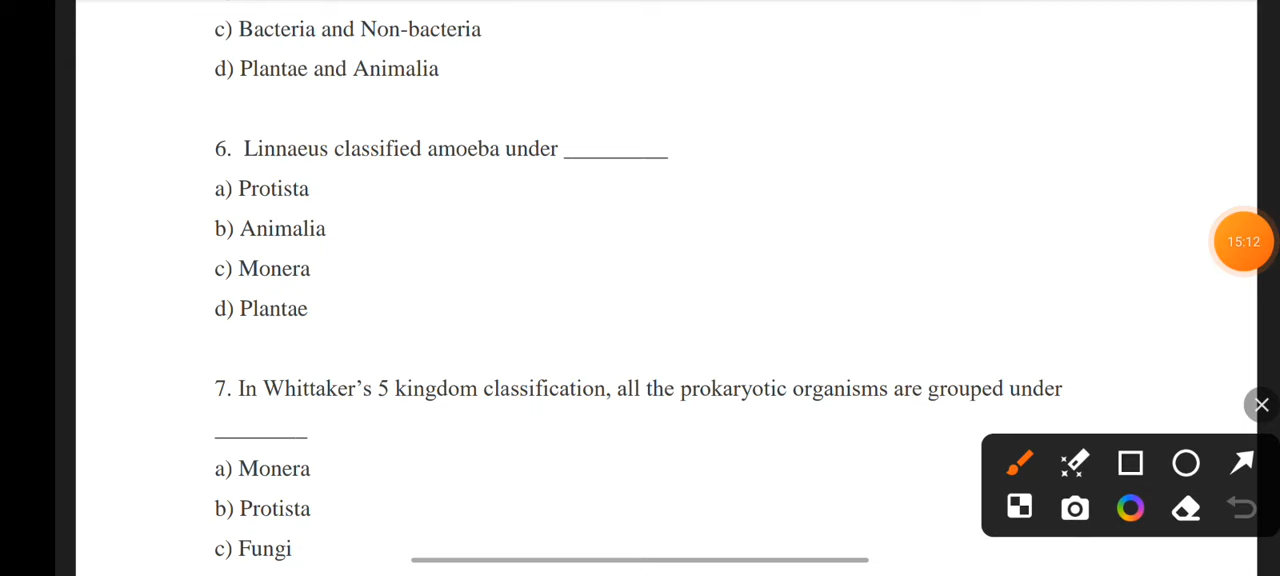 c) Bacteria and Non-bacteria
d) Plantae and Animalia
6. Linnaeus classified amoeba under _________
a) Protista
b) Animalia
c) Monera
d) Plantae
7. In Whittaker’s 5 kingdom classification, all the prokaryotic organisms are grouped under
________
a) Monera
b) Protista
c) Fungi
15:12